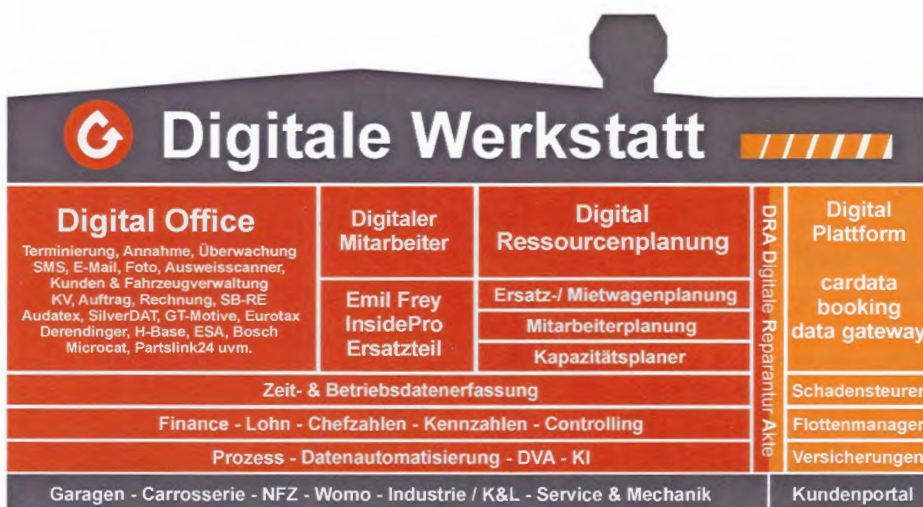 Digitale Werkstatt
Digital Office
Terminierung, Annahme, Überwachung
SMS, E-Mail, Foto, Ausweisscanner,
Kunden & Fahrzeugverwaltung
KV, Auftrag, Rechnung, SB-RE
Audatex, SilverDAT, GT-Motive, Eurotax
Derendinger, H-Base, ESA, Bosch
Microcat, Partslink24 uvm.
Digitaler
Mitarbeiter
Emil Frey
InsidePro
Ersatzteil
Digital
Ressourcenplanung
Ersatz-/ Mietwagenplanung
Mitarbeiterplanung
Kapazitätsplaner
Zeit- & Betriebsdatenerfassung
Finance - Lohn - Chefzahlen - Kennzahlen - Controlling
Prozess - Datenautomatisierung - DVA - KI
DRA Digitale Reparantur Akte
Digital
Plattform
cardata
booking
data gateway
Schadensteurer
Flottenmanager
Versicherungen
Garagen - Carrosserie - NFZ - Womo - Industrie / K&L - Service & Mechanik
Kundenportal